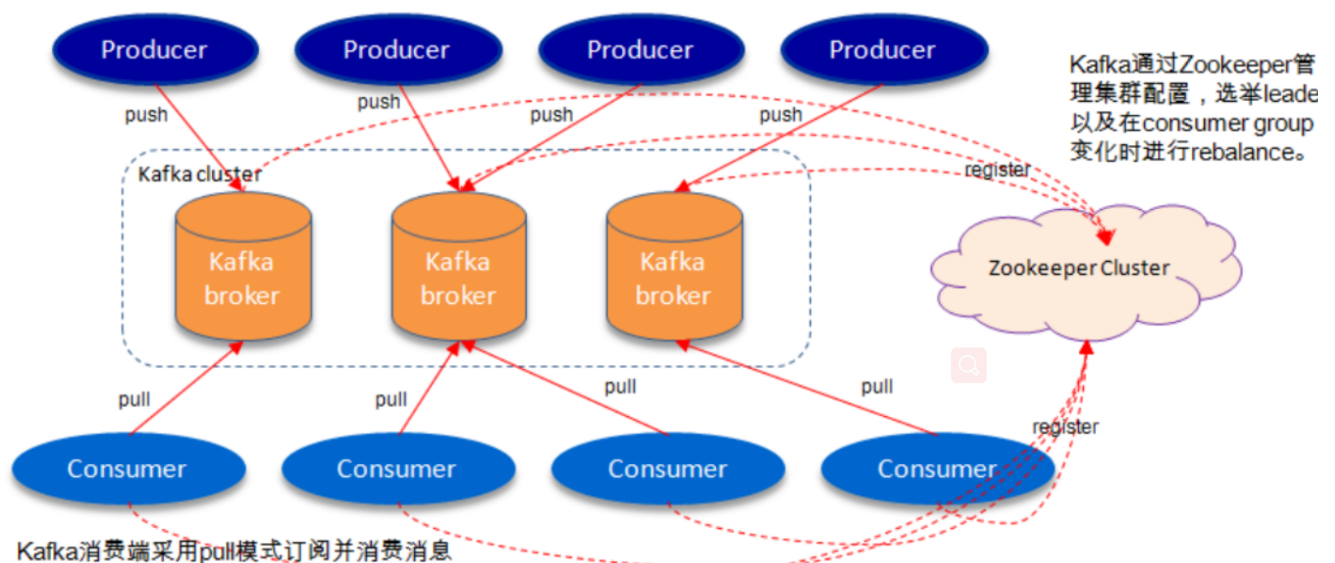 Producer
Producer
Producer
Producer
Kafka通过Zookeeper管
理集群配置，选举leade
以及在consumer group
变化时进行rebalance。
push
push
push
push
Kafka cluster
register
Kafka
broker
Kafka
broker
Kafka
broker
Zookeeper Cluster
pull
pull
pull
pull
register
Consumer
Consumer
Consumer
Consumer
Kafka消费端采用pull模式订阅并消费消息